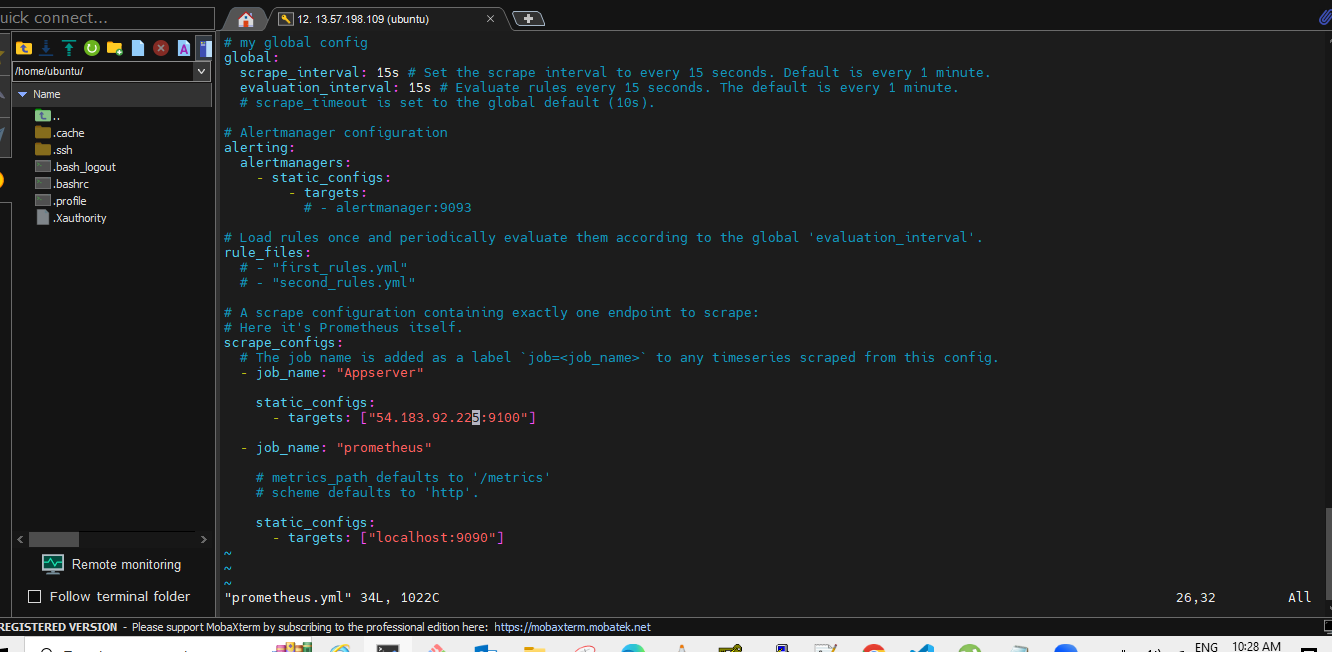 uick connect...
12. 13.57.198.109 (ubuntu)
/home/ubuntu/
Name
..
.cache
.ssh
.bash_logout
.bashrc
.profile
.Xauthority
Remote monitoring
Follow terminal folder
# my global config
global:
  scrape_interval: 15s # Set the scrape interval to every 15 seconds. Default is every 1 minute.
  evaluation_interval: 15s # Evaluate rules every 15 seconds. The default is every 1 minute.
  # scrape_timeout is set to the global default (10s).
# Alertmanager configuration
alerting:
  alertmanagers:
    - static_configs:
        - targets:
          # - alertmanager:9093
# Load rules once and periodically evaluate them according to the global 'evaluation_interval'.
rule_files:
  # - "first_rules.yml"
  # - "second_rules.yml"
# A scrape configuration containing exactly one endpoint to scrape:
# Here it's Prometheus itself.
scrape_configs:
  # The job name is added as a label `job=<job_name>` to any timeseries scraped from this config.
  - job_name: "Appserver"
    static_configs:
      - targets: ["54.183.92.225:9100"]
  - job_name: "prometheus"
    # metrics_path defaults to '/metrics'
    # scheme defaults to 'http'.
    static_configs:
      - targets: ["localhost:9090"]
~
~
~
"prometheus.yml" 34L, 1022C 26,32 All
REGISTERED VERSION - Please support MobaXterm by subscribing to the professional edition here: https://mobaxterm.mobatek.net
ENG 10:28 AM